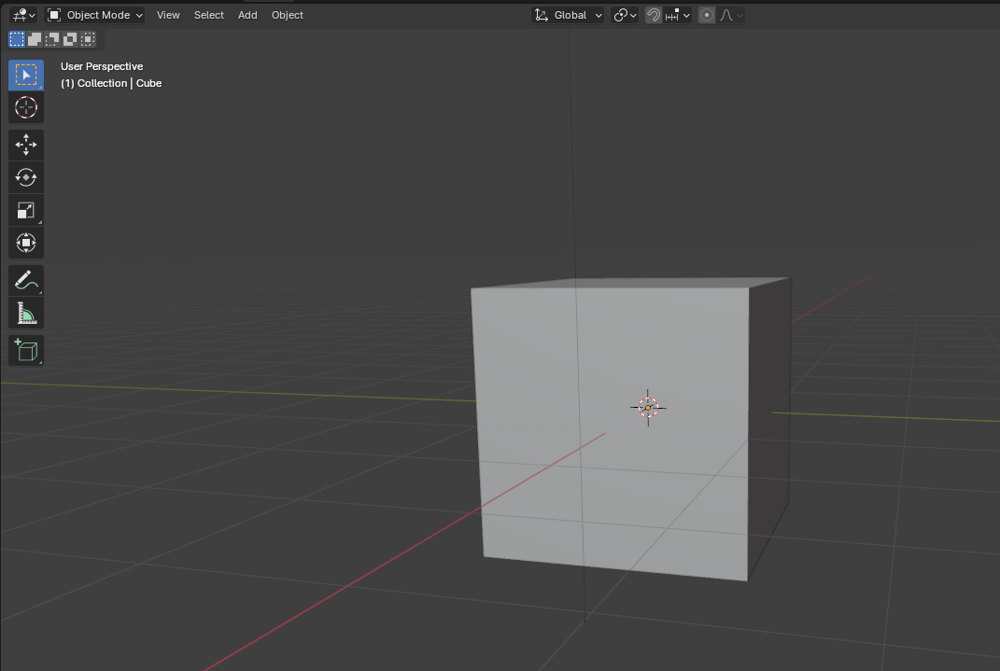 Object Mode View Select Add Object Global
User Perspective
(1) Collection | Cube